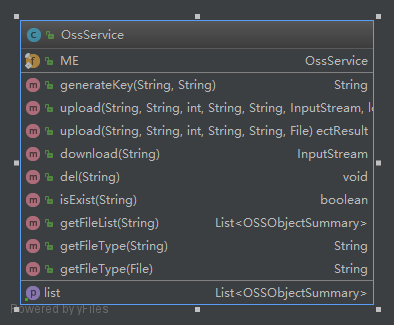 OssService
ME OssService
generateKey(String, String) String
upload(String, String, int, String, String, InputStream, lo
upload(String, String, int, String, String, File) ectResult
download(String) InputStream
del(String) void
isExist(String) boolean
getFileList(String) List<OSSObjectSummary>
getFileType(String) String
getFileType(File) String
list List<OSSObjectSummary>
Powered by yFiles